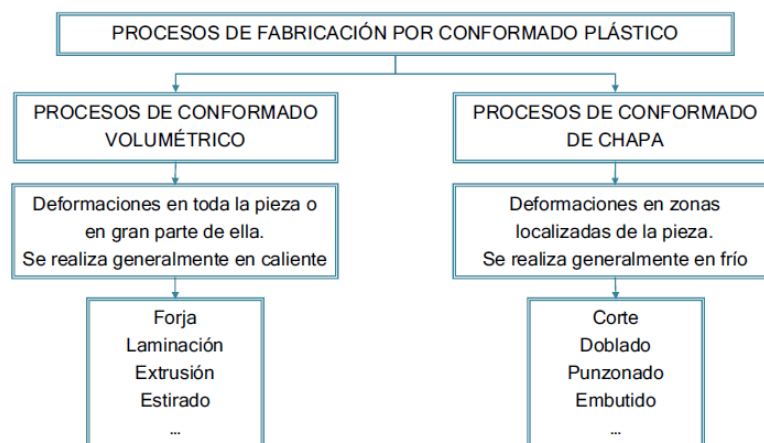 PROCESOS DE FABRICACIÓN POR CONFORMADO PLÁSTICO
PROCESOS DE CONFORMADO
VOLUMÉTRICO
Deformaciones en toda la pieza o
en gran parte de ella.
Se realiza generalmente en caliente
Forja
Laminación
Extrusión
Estirado
...
PROCESOS DE CONFORMADO
DE CHAPA
Deformaciones en zonas
localizadas de la pieza.
Se realiza generalmente en frío
Corte
Doblado
Punzonado
Embutido
...